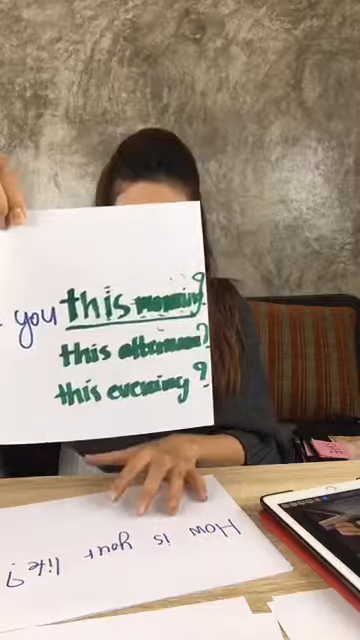 you this morning?
this afternoon?
this evening?
How is your life?